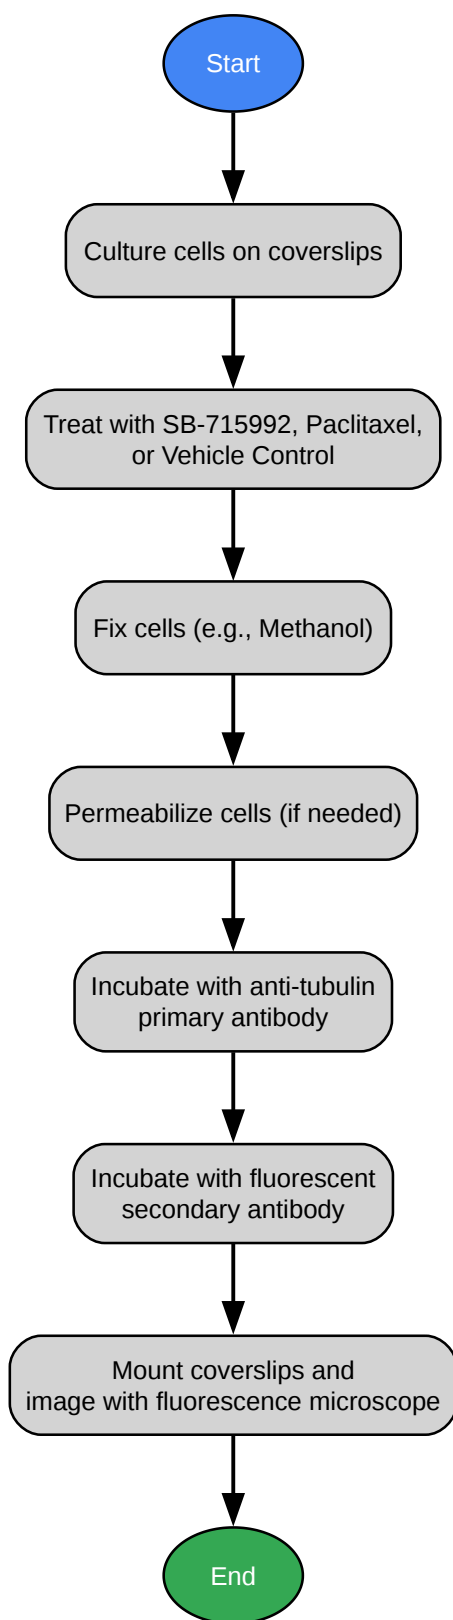 Start
Culture cells on coverslips
Treat with SB-715992, Paclitaxel,
or Vehicle Control
Fix cells (e.g., Methanol)
Permeabilize cells (if needed)
Incubate with anti-tubulin
primary antibody
Incubate with fluorescent
secondary antibody
Mount coverslips and
image with fluorescence microscope
End